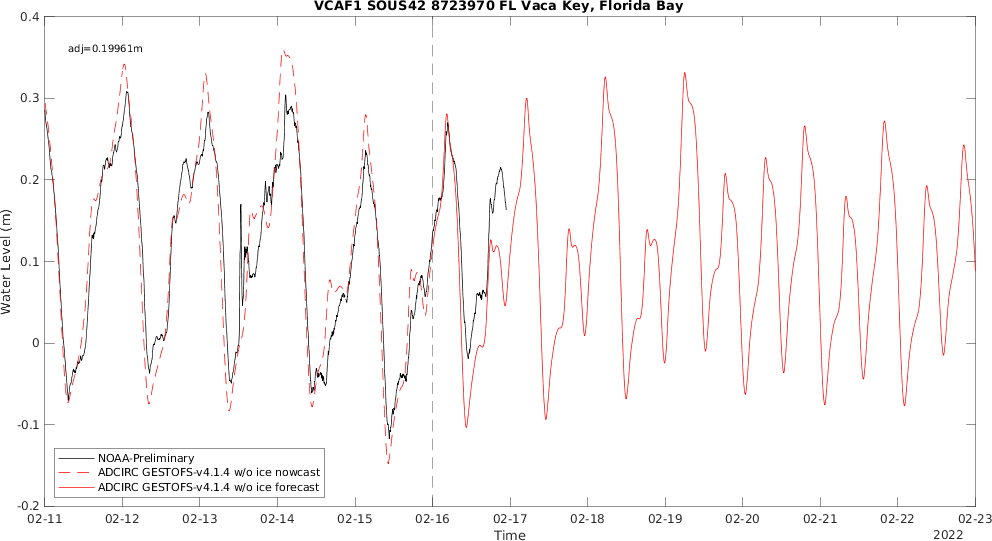 VCAF1 SOUS42 8723970 FL Vaca Key, Florida Bay
adj=0.19961m
0.4
0.3
0.2
0.1
0
-0.1
-0.2
Water Level (m)
NOAA-Preliminary
ADCIRC GESTOFS-v4.1.4 w/o ice nowcast
ADCIRC GESTOFS-v4.1.4 w/o ice forecast
02-11 02-12 02-13 02-14 02-15 02-16 02-17 02-18 02-19 02-20 02-21 02-22 02-23
Time
2022